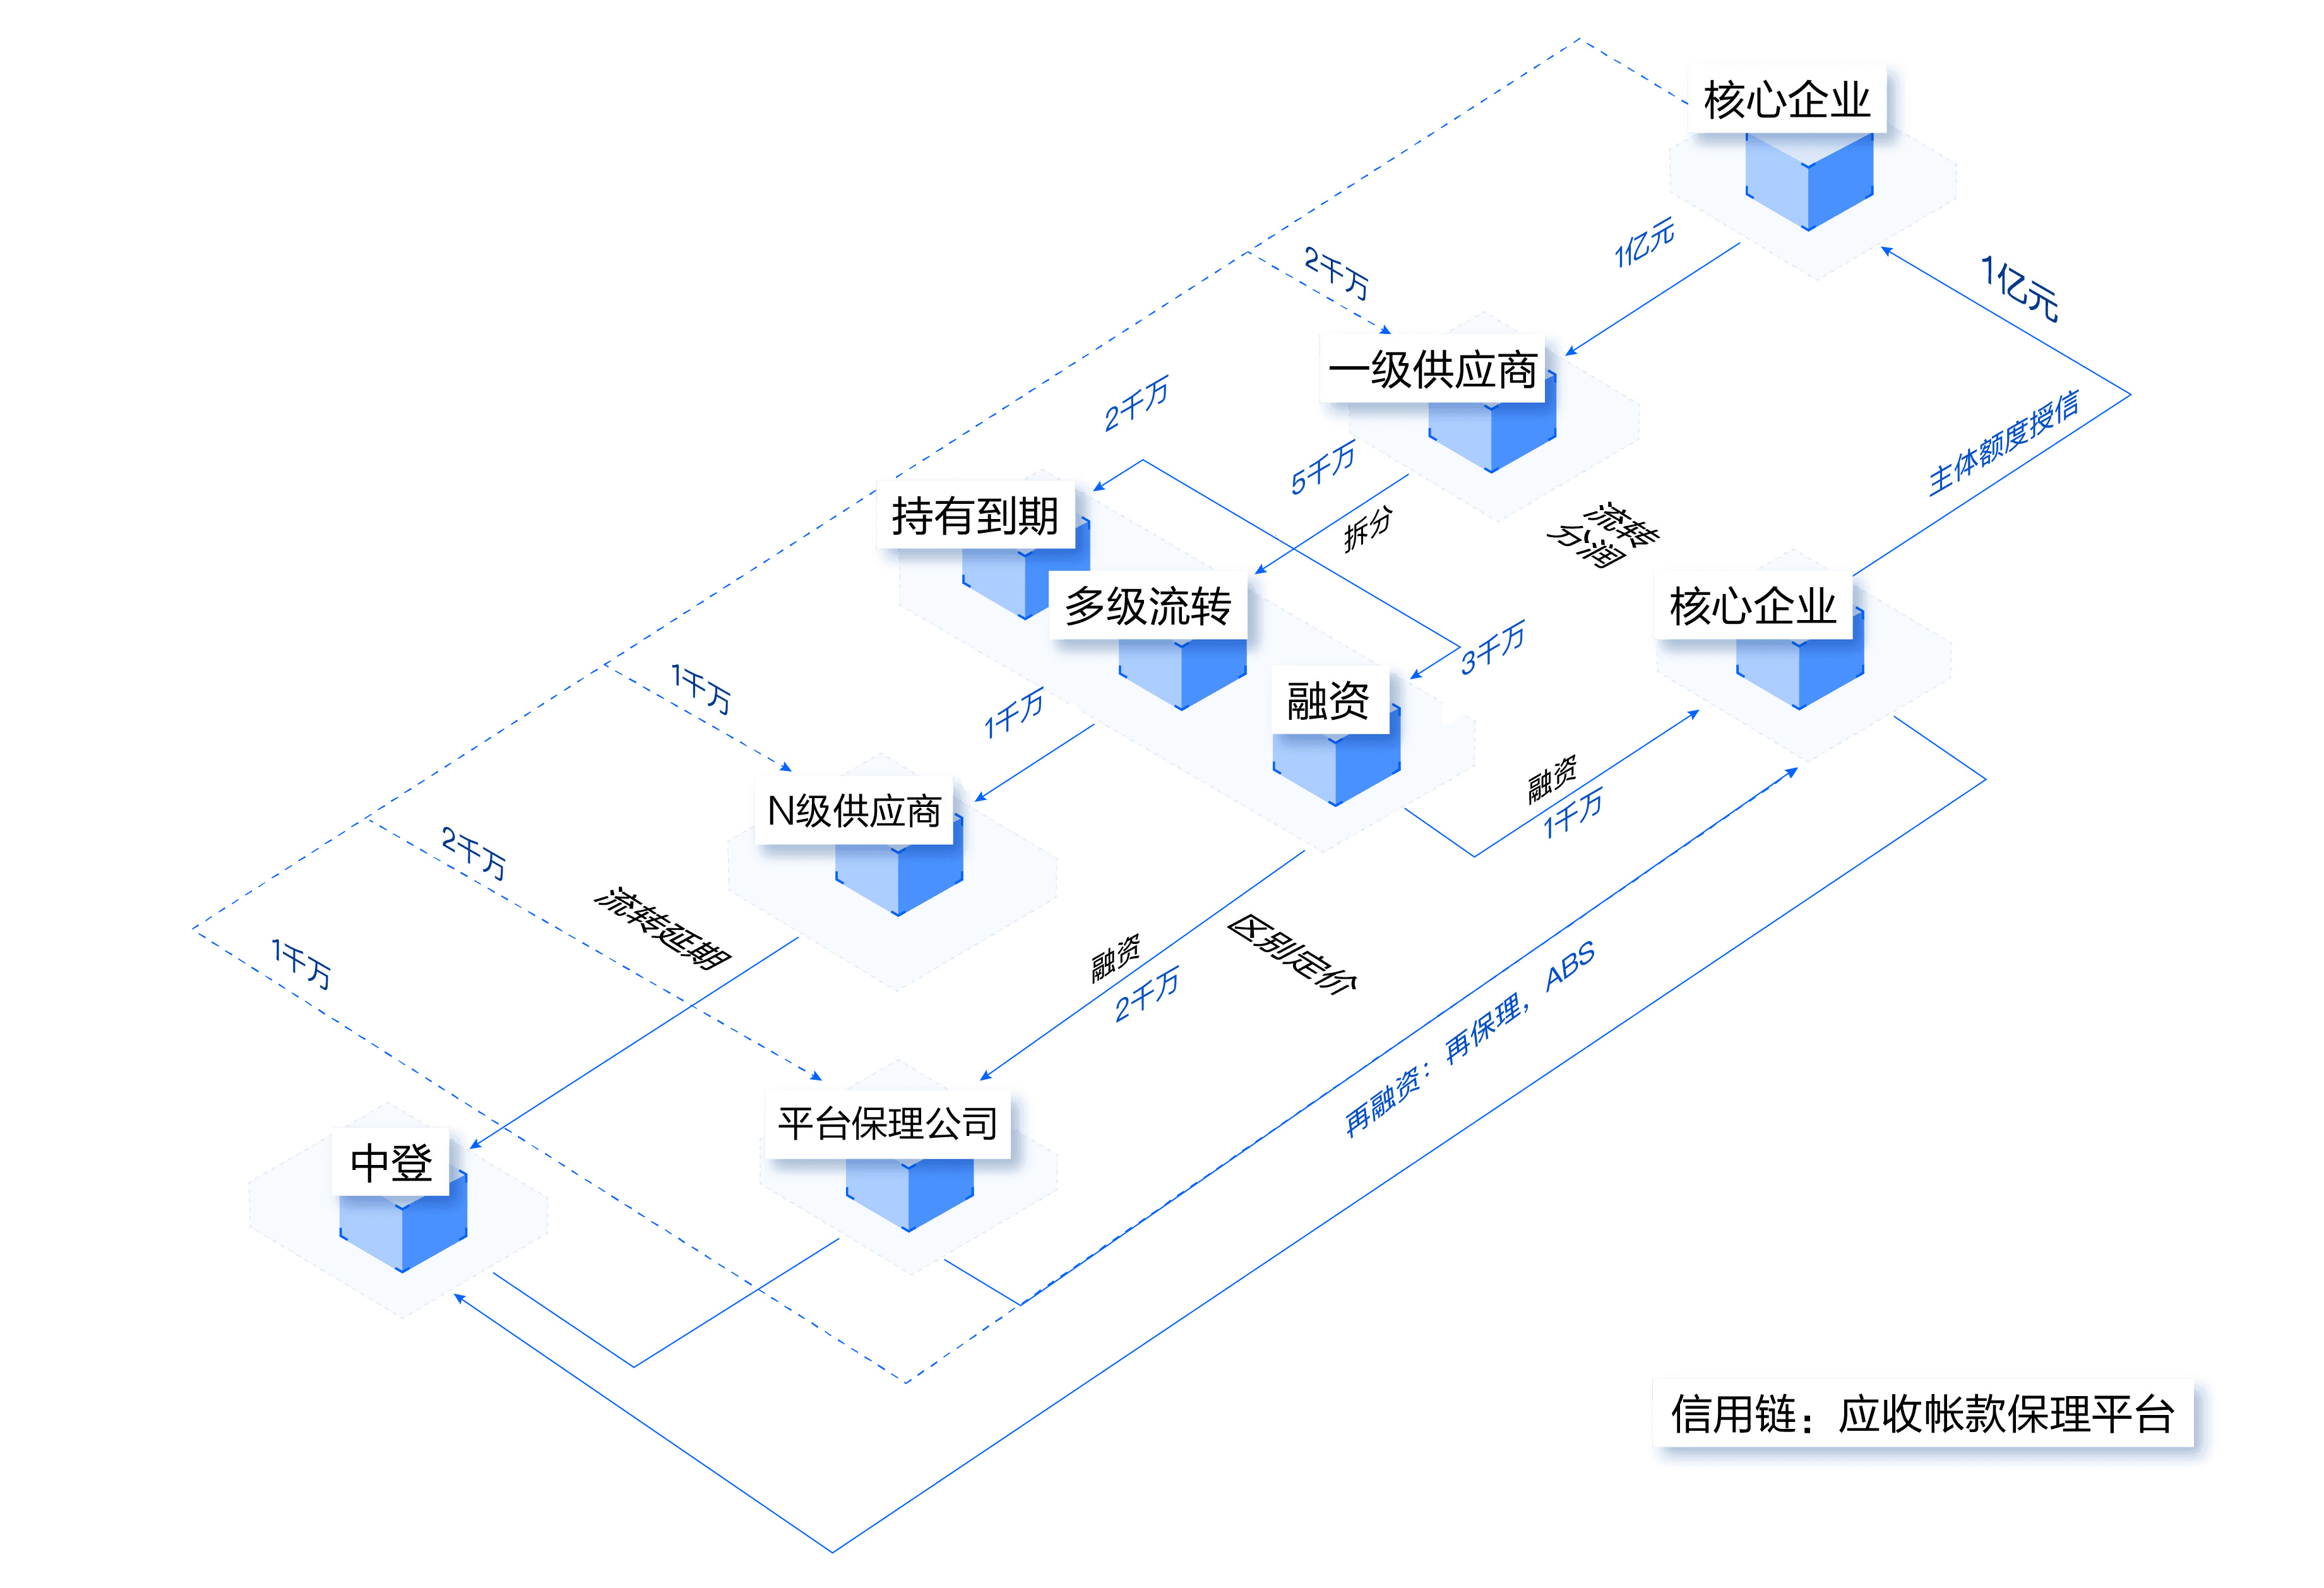 核心企业
1亿元
2千万
1亿元
一级供应商
2千万
主体额度授信
5千万
持有到期
拆分
流转
分润
多级流转
核心企业
3千万
融资
1千万
1千万
N级供应商
融资
1千万
2千万
流转延期
区别定价
融资
2千万
1千万
再融资：再保理，ABS
平台保理公司
中登
信用链：应收帐款保理平台